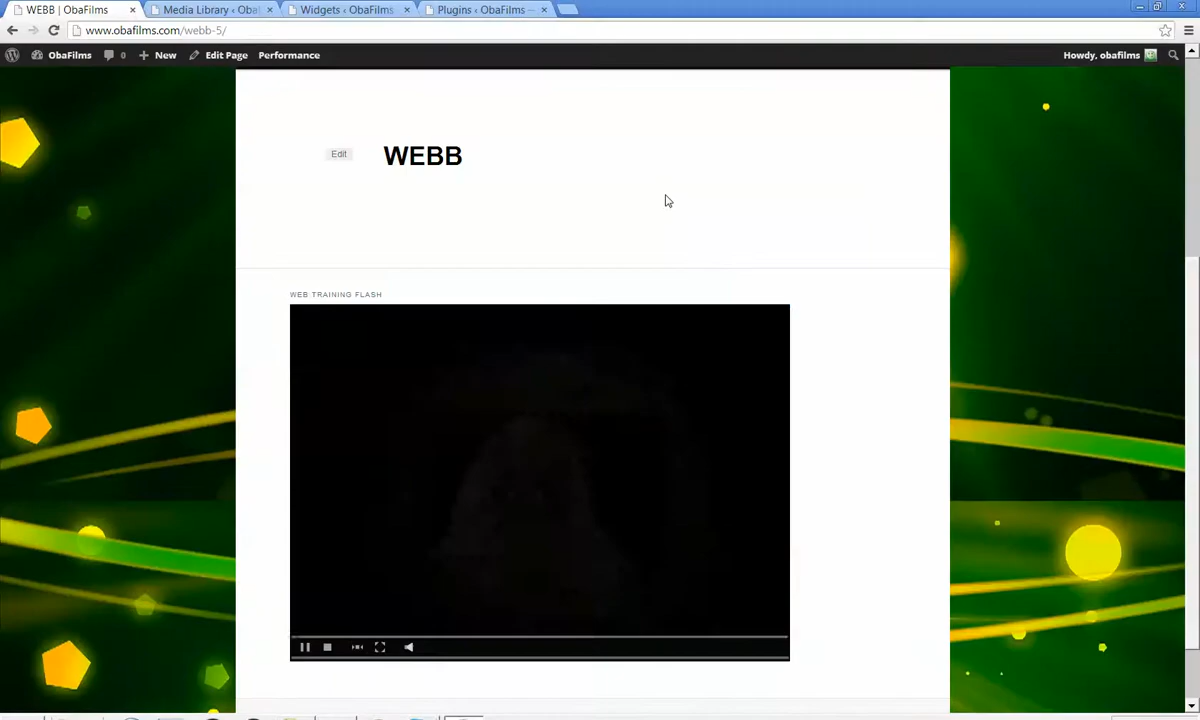 WEBB | ObaFilms
Media Library ‹ Oba
Widgets ‹ ObaFilms
Plugins ‹ ObaFilms —
www.obafilms.com/webb-5/
ObaFilms 0 New Edit Page Performance Howdy, obafilms
Edit WEBB
WEB TRAINING FLASH